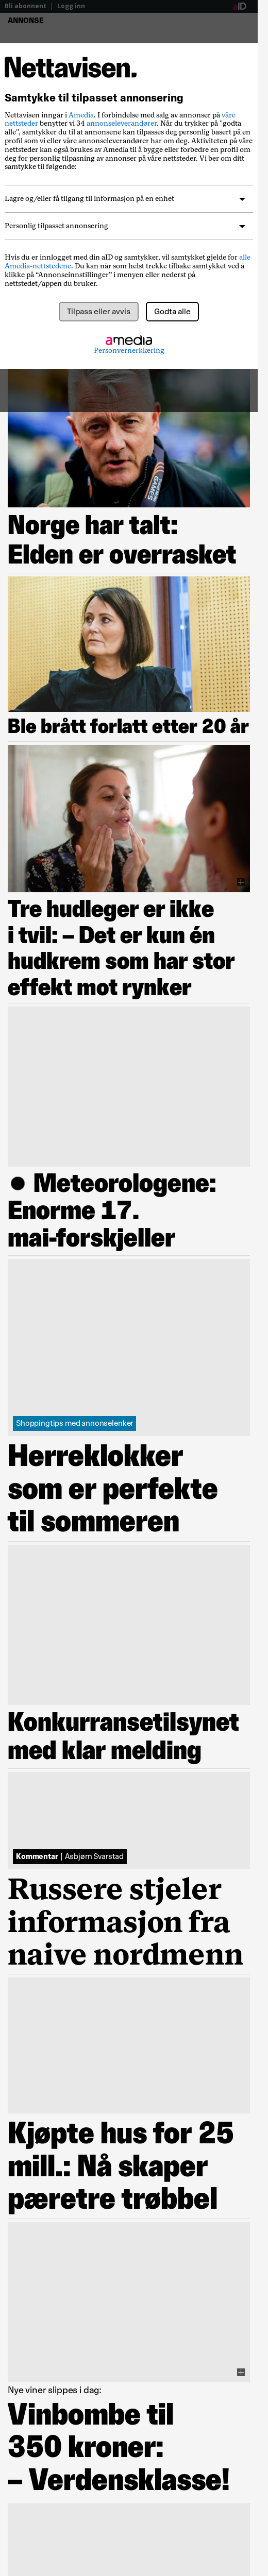 Bli abonnent | Logg inn
aID
ANNONSE
Nettavisen.
Samtykke til tilpasset annonsering
Nettavisen inngår i Amedia. I forbindelse med salg av annonser på våre
nettsteder benytter vi 34 annonseleverandører. Når du trykker på "godta
alle", samtykker du til at annonsene kan tilpasses deg personlig basert på en
profil som vi eller våre annonseleverandører har om deg. Aktiviteten på våre
nettsteder kan også brukes av Amedia til å bygge eller forbedre en profil om
deg for personlig tilpasning av annonser på våre nettsteder. Vi ber om ditt
samtykke til følgende:
Lagre og/eller få tilgang til informasjon på en enhet
Personlig tilpasset annonsering
Hvis du er innlogget med din aID og samtykker, vil samtykket gjelde for alle
Amedia-nettstedene. Du kan når som helst trekke tilbake samtykket ved å
klikke på "Annonseinnstillinger" i menyen eller nederst på
nettstedet/appen du bruker.
Tilpass eller avvis
Godta alle
amedia
Personvernerklæring
Norge har talt:
Elden er overrasket
Ble brått forlatt etter 20 år
Tre hudleger er ikke
i tvil: – Det er kun én
hudkrem som har stor
effekt mot rynker
● Meteorologene:
Enorme 17.
mai-forskjeller
Shoppingtips med annonselenker
Herreklokker
som er perfekte
til sommeren
Konkurransetilsynet
med klar melding
Kommentar | Asbjørn Svarstad
Russere stjeler
informasjon fra
naive nordmenn
Kjøpte hus for 25
mill.: Nå skaper
pæretre trøbbel
Nye viner slippes i dag:
Vinbombe til
350 kroner:
– Verdensklasse!